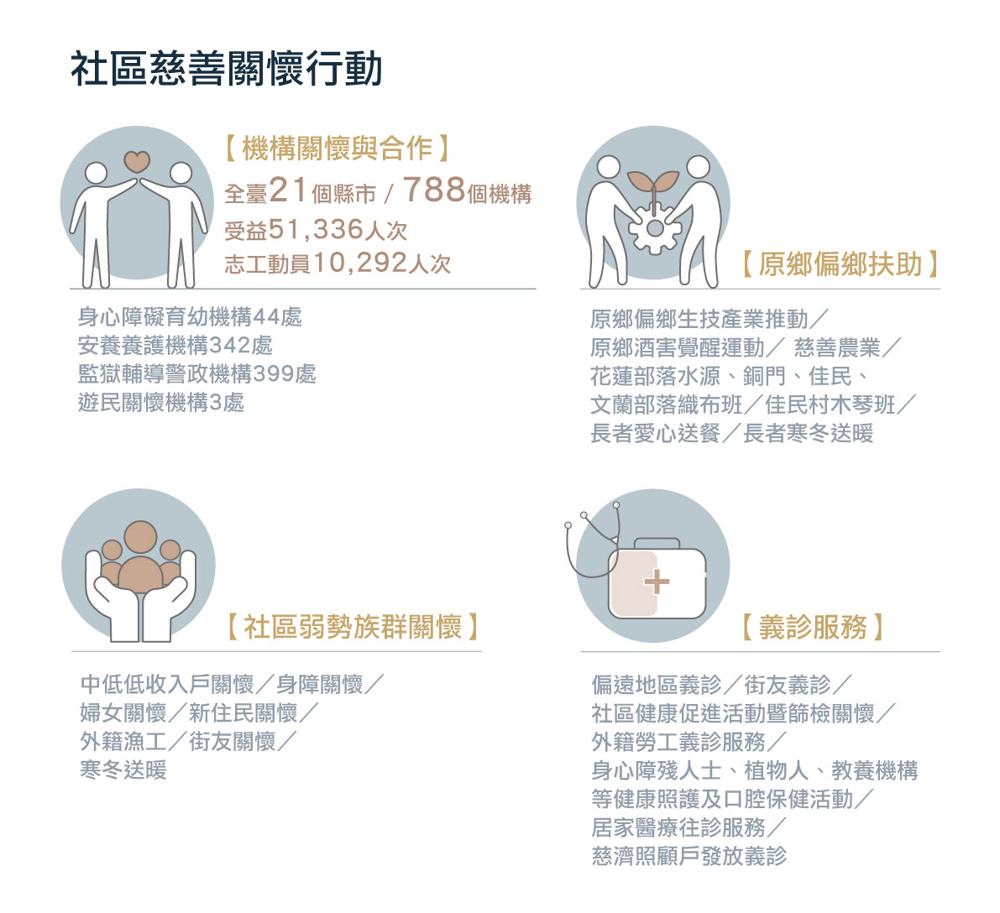 社區慈善關懷行動
【機構關懷與合作】
全臺21個縣市 / 788個機構
受益51,336人次
志工動員10,292人次
身心障礙育幼機構44處
安養養護機構342處
監獄輔導警政機構399處
遊民關懷機構3處
【原鄉偏鄉扶助】
原鄉偏鄉生技產業推動／
原鄉酒害覺醒運動／ 慈善農業／
花蓮部落水源、銅門、佳民、
文蘭部落織布班／佳民村木琴班／
長者愛心送餐／長者寒冬送暖
【社區弱勢族群關懷】
中低低收入戶關懷／身障關懷／
婦女關懷／新住民關懷／
外籍漁工／街友關懷／
寒冬送暖
【義診服務】
偏遠地區義診／街友義診／
社區健康促進活動暨篩檢關懷／
外籍勞工義診服務／
身心障殘人士、植物人、教養機構
等健康照護及口腔保健活動／
居家醫療往診服務／
慈濟照顧戶發放義診